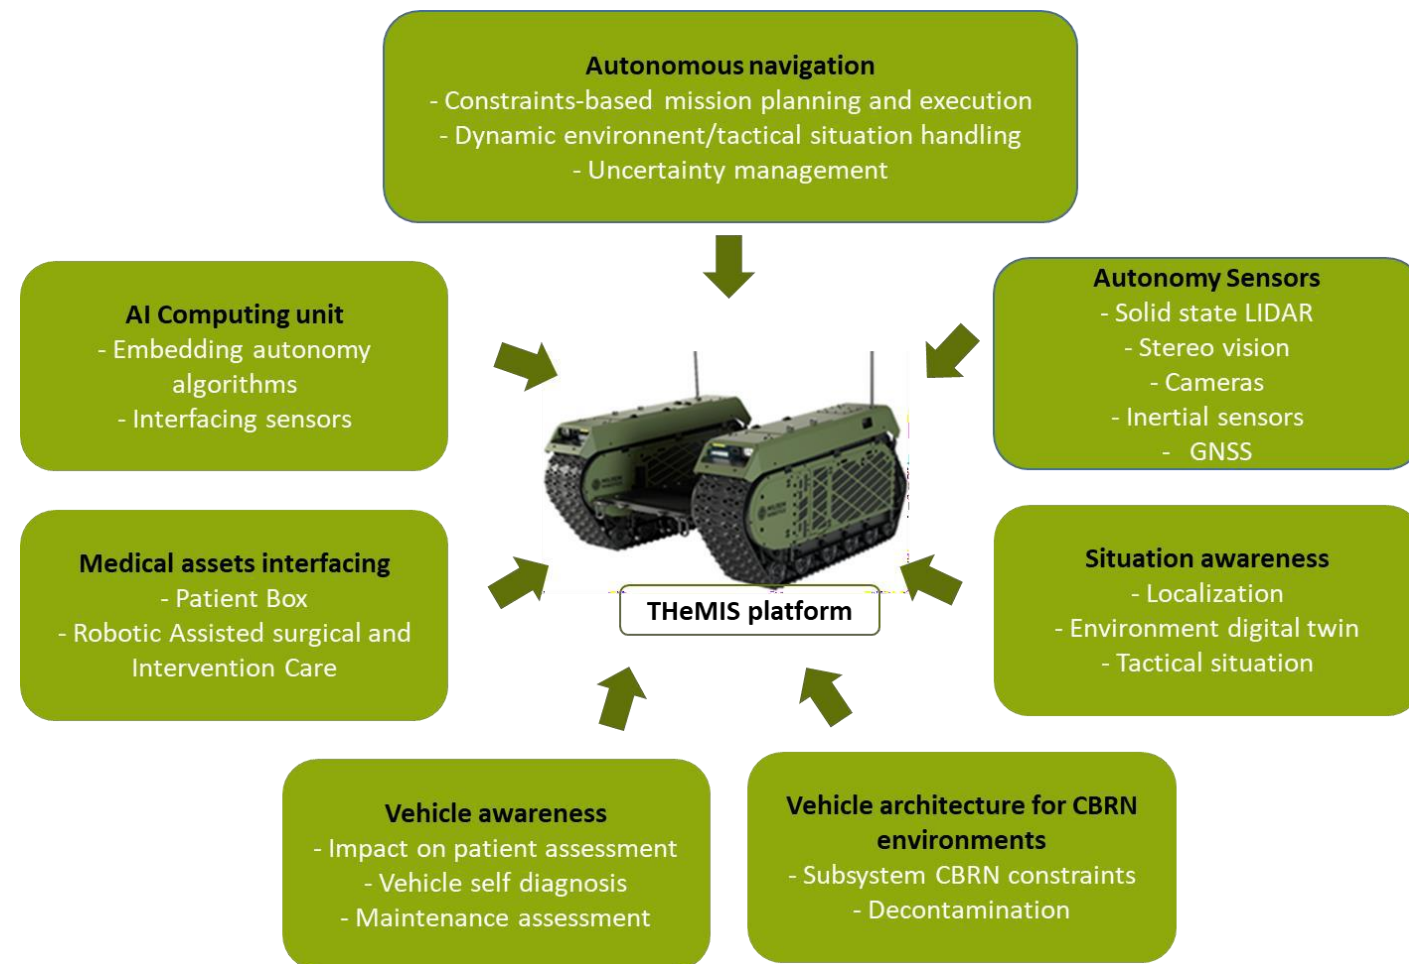 Autonomous navigation
- Constraints-based mission planning and execution
- Dynamic environnent/tactical situation handling
- Uncertainty management
AI Computing unit
- Embedding autonomy
algorithms
- Interfacing sensors
Autonomy Sensors
- Solid state LIDAR
- Stereo vision
- Cameras
- Inertial sensors
- GNSS
Medical assets interfacing
- Patient Box
- Robotic Assisted surgical and
Intervention Care
THeMIS platform
Situation awareness
- Localization
- Environment digital twin
- Tactical situation
Vehicle awareness
- Impact on patient assessment
- Vehicle self diagnosis
- Maintenance assessment
Vehicle architecture for CBRN
environments
- Subsystem CBRN constraints
- Decontamination